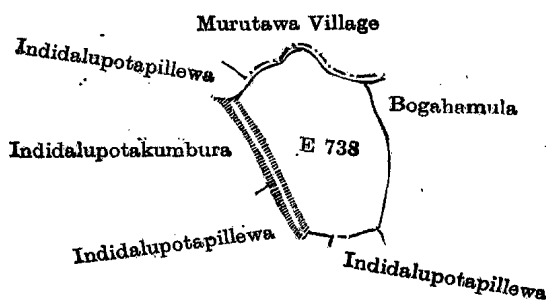 Murutawa Village
Indidalupotapillewa
Bogahamula
Indidalupotakumbura
E 738
Indidalupotapillewa
Indidalupotapillewa